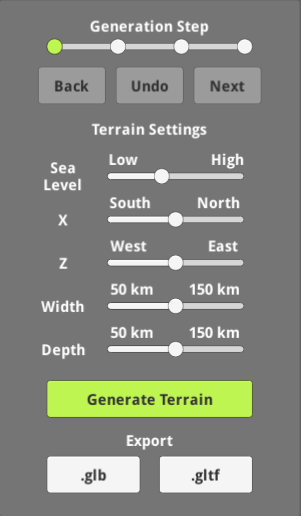 Generation Step
Back Undo Next
Terrain Settings
Sea Level Low High
X South North
Z West East
Width 50 km 150 km
Depth 50 km 150 km
Generate Terrain
Export
.glb .gltf